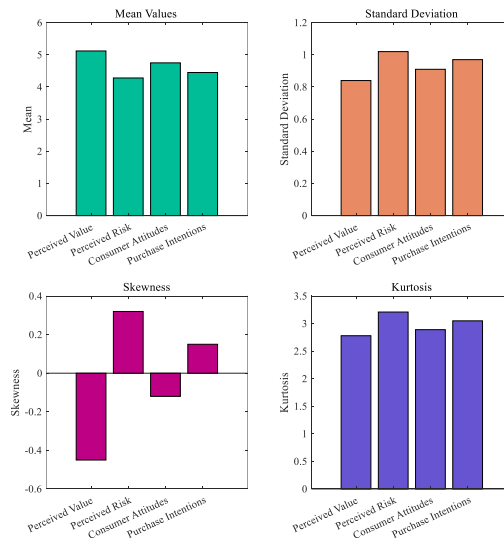 Mean Values
6
5
4
3
2
1
0
Mean
Perceived Value
Perceived Risk
Consumer Attitudes
Purchase Intentions
Standard Deviation
1.2
1
0.8
0.6
0.4
0.2
0
Standard Deviation
Perceived Value
Perceived Risk
Consumer Attitudes
Purchase Intentions
Skewness
0.4
0.2
0
-0.2
-0.4
-0.6
Skewness
Perceived Value
Perceived Risk
Consumer Attitudes
Purchase Intentions
Kurtosis
3.5
3
2.5
2
1.5
1
0.5
0
Kurtosis
Perceived Value
Perceived Risk
Consumer Attitudes
Purchase Intentions